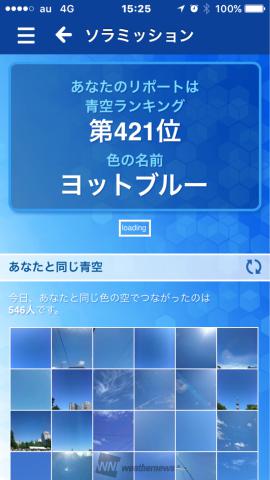 au 4G 15:25 100%
ソラミッション
あなたのリポートは
青空ランキング
第421位
色の名前
ヨットブルー
loading
あなたと同じ青空
今日、あなたと同じ色の空でつながったのは
546人です。
WN weathernews